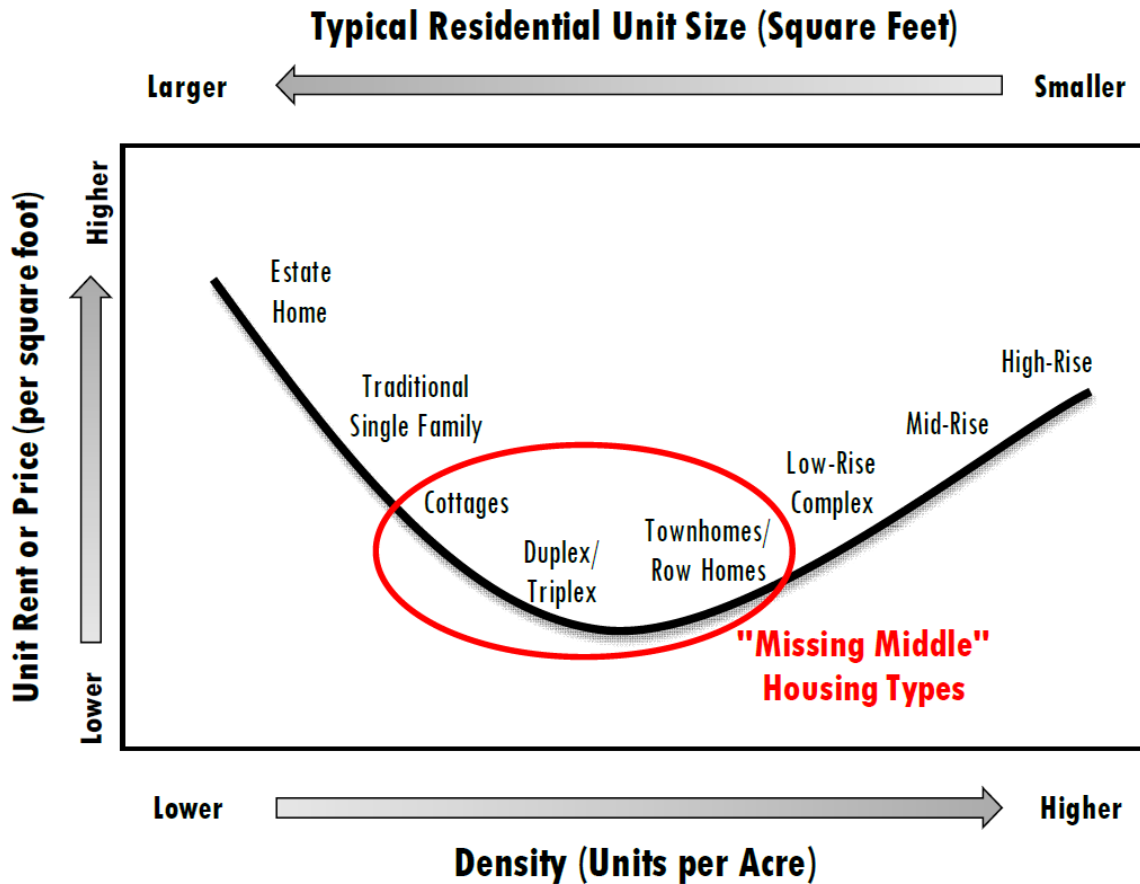 Typical Residential Unit Size (Square Feet)
Larger
Smaller
Unit Rent or Price (per square foot)
Higher
Lower
Estate
Home
Traditional
Single Family
Cottages
Duplex/
Triplex
Townhomes/
Row Homes
Low-Rise
Complex
Mid-Rise
High-Rise
"Missing Middle"
Housing Types
Lower
Higher
Density (Units per Acre)